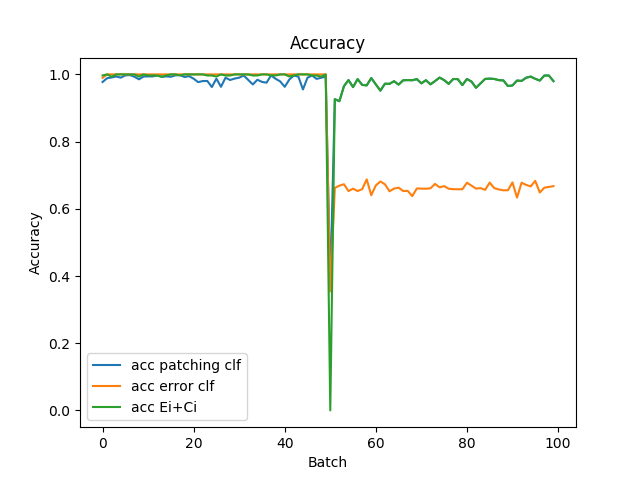 Accuracy
1.0
0.8
0.6
0.4
0.2
0.0
Accuracy
acc patching clf
acc error clf
acc Ei+Ci
0 20 40 60 80 100
Batch